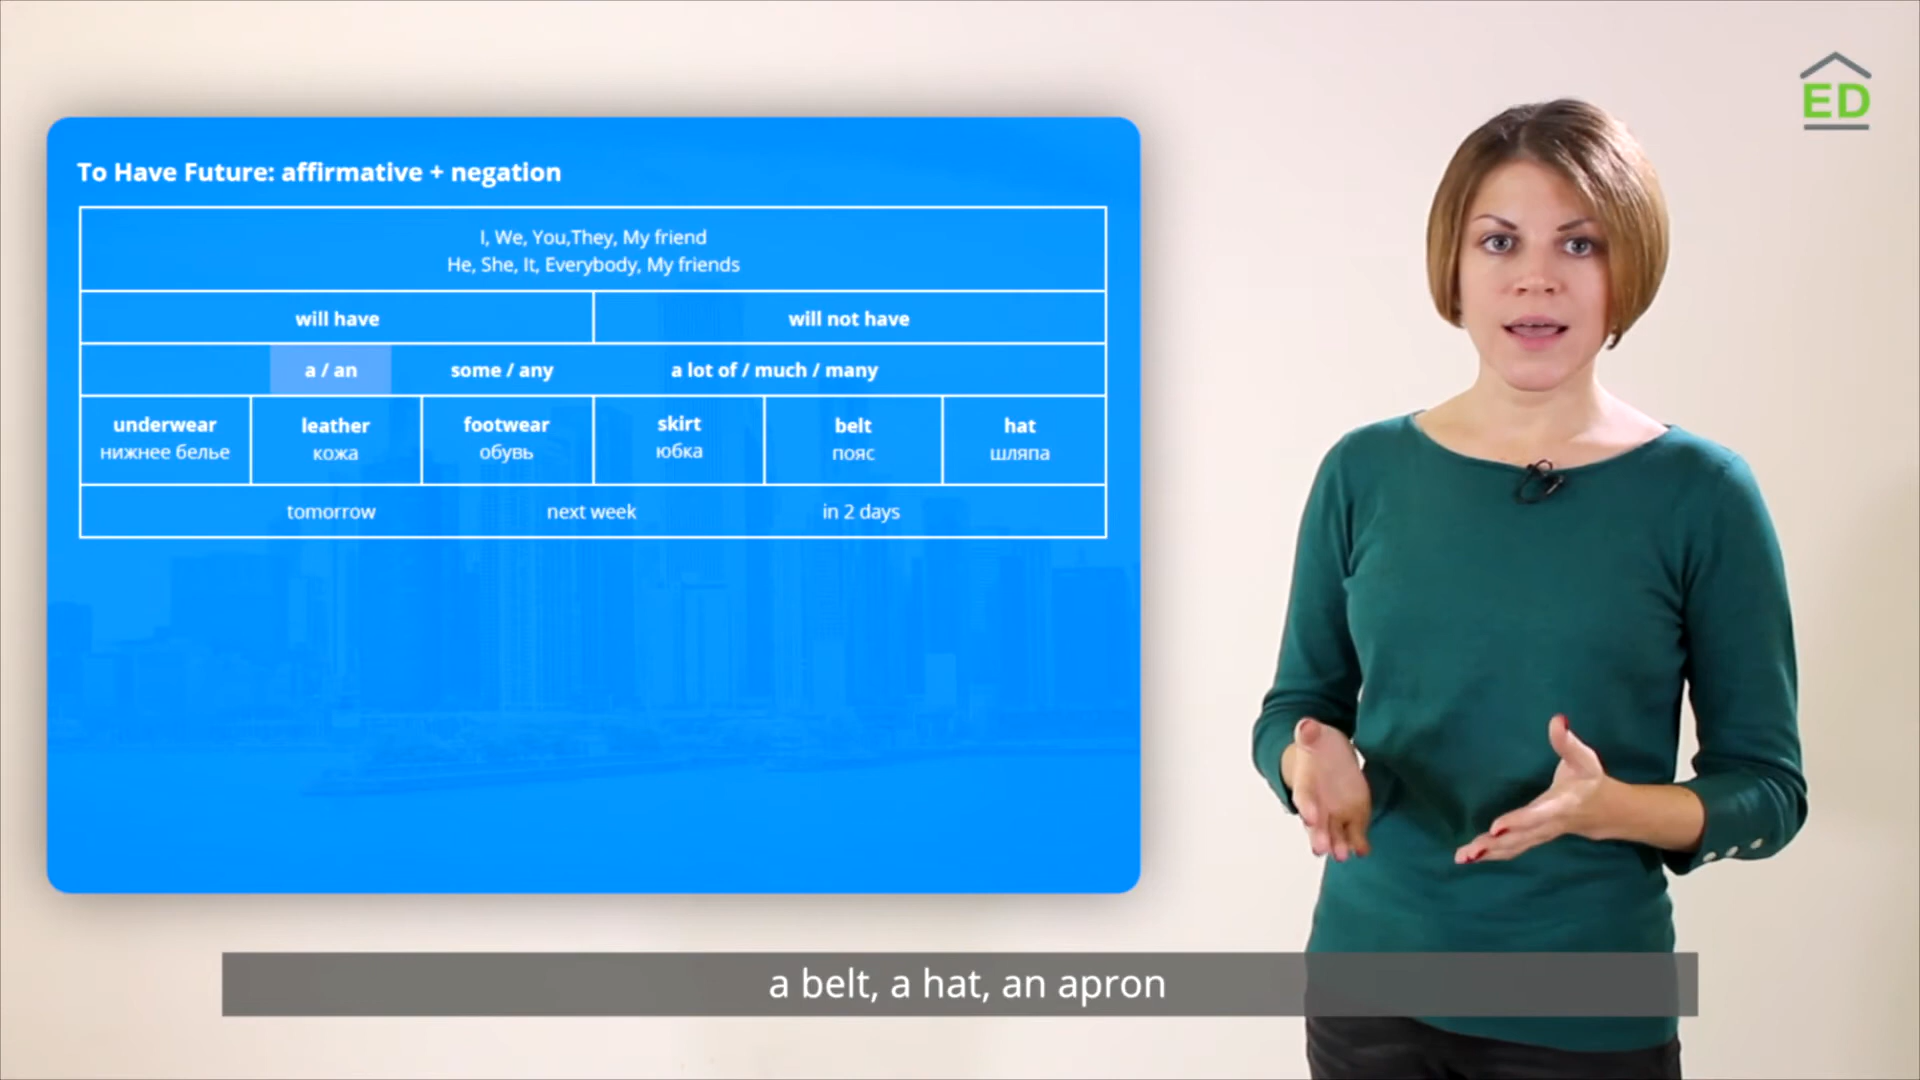 ED
To Have Future: affirmative + negation
I, We, You,They, My friend
He, She, It, Everybody, My friends
will have will not have
a / an some / any a lot of / much / many
underwear leather footwear skirt belt hat
нижнее белье кожа обувь юбка пояс шляпа
tomorrow next week in 2 days
a belt, a hat, an apron